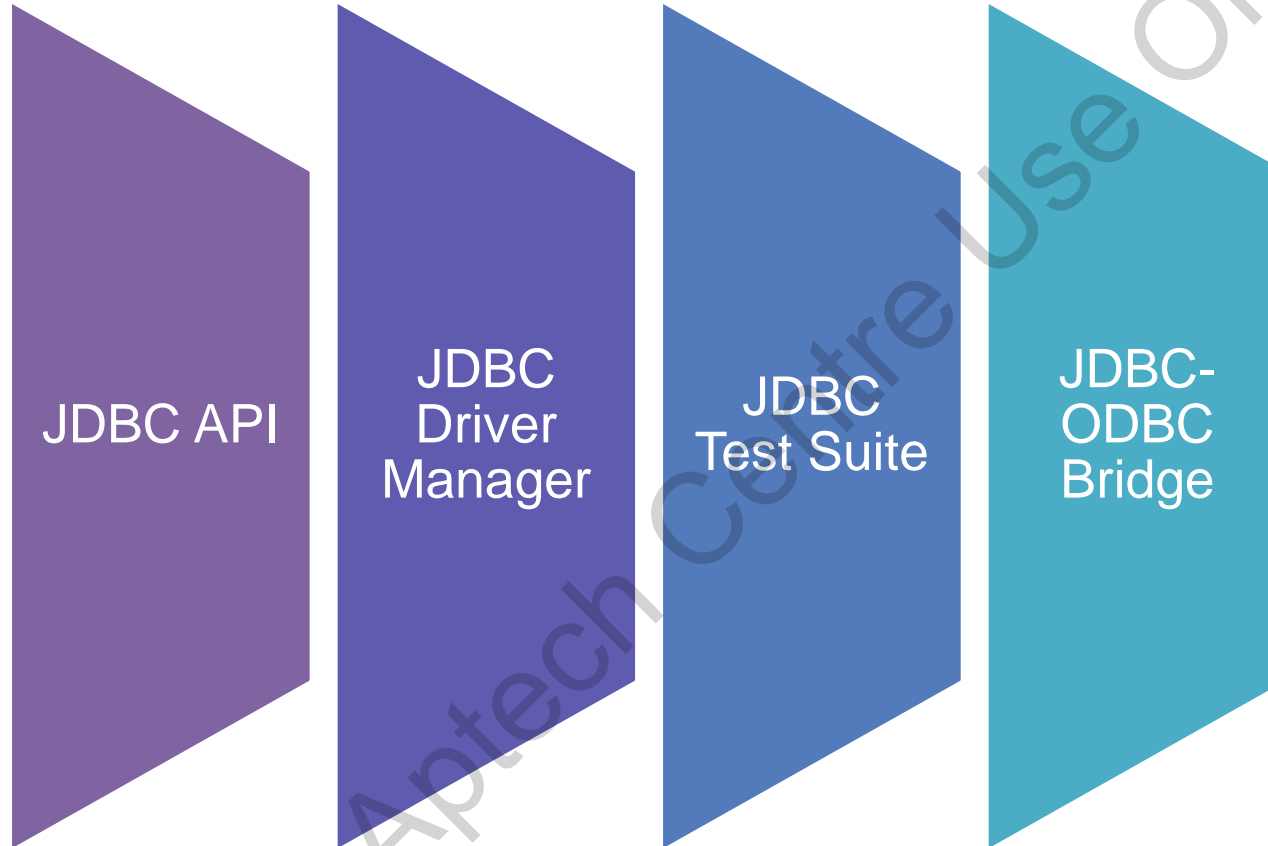 JDBC API
JDBC
Driver
Manager
JDBC
Test Suite
JDBC-
ODBC
Bridge
Aptech Centre Use